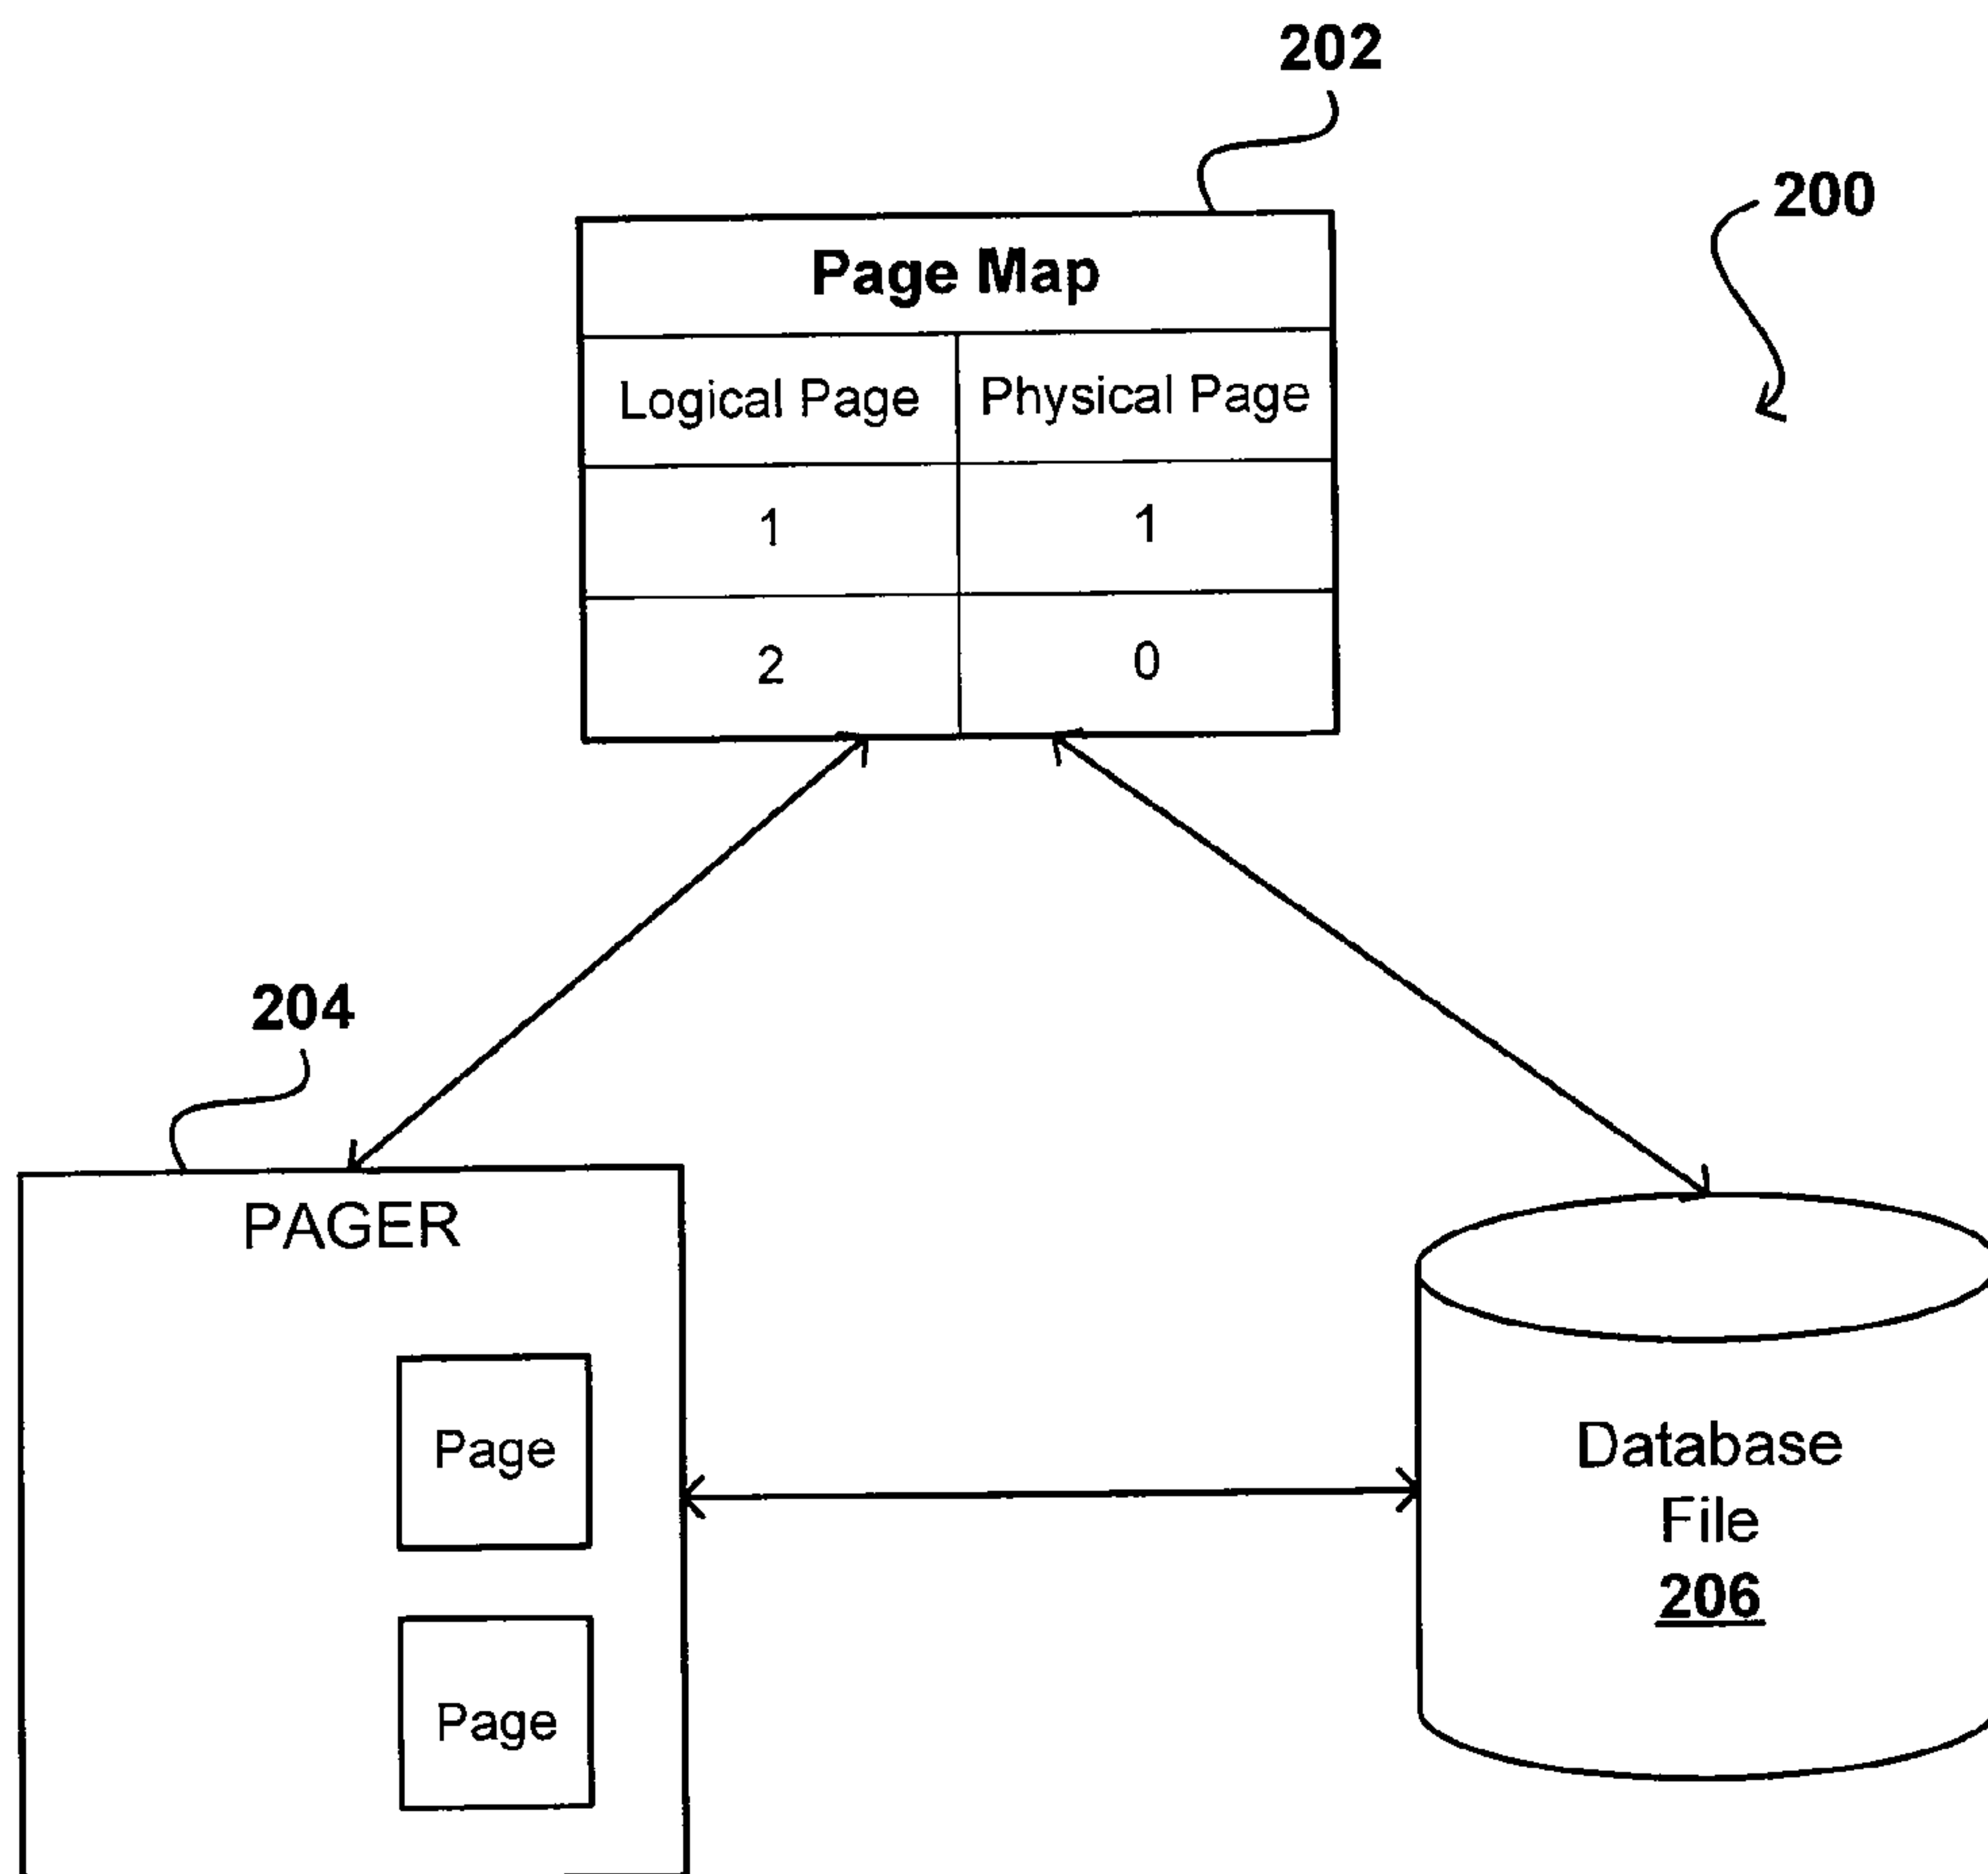 202
200
Page Map
Logical Page Physical Page
1 1
2 0
204
PAGER
Page
Page
Database
File
206